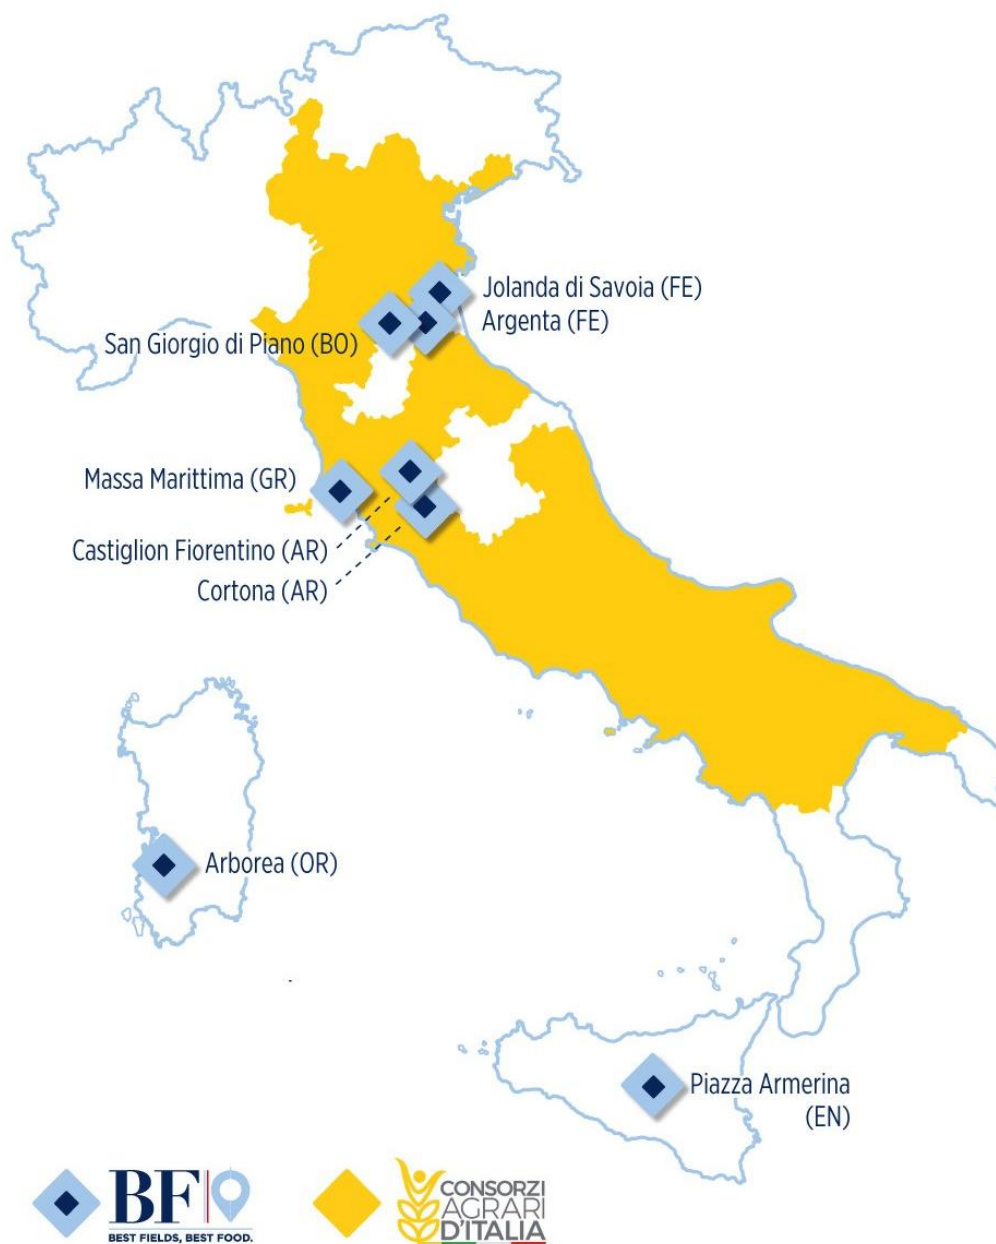 Jolanda di Savoia (FE)
Argenta (FE)
San Giorgio di Piano (BO)
Massa Marittima (GR)
Castiglion Fiorentino (AR)
Cortona (AR)
Arborea (OR)
Piazza Armerina
(EN)
BF
BEST FIELDS, BEST FOOD.
CONSORZI
AGRARI
D'ITALIA